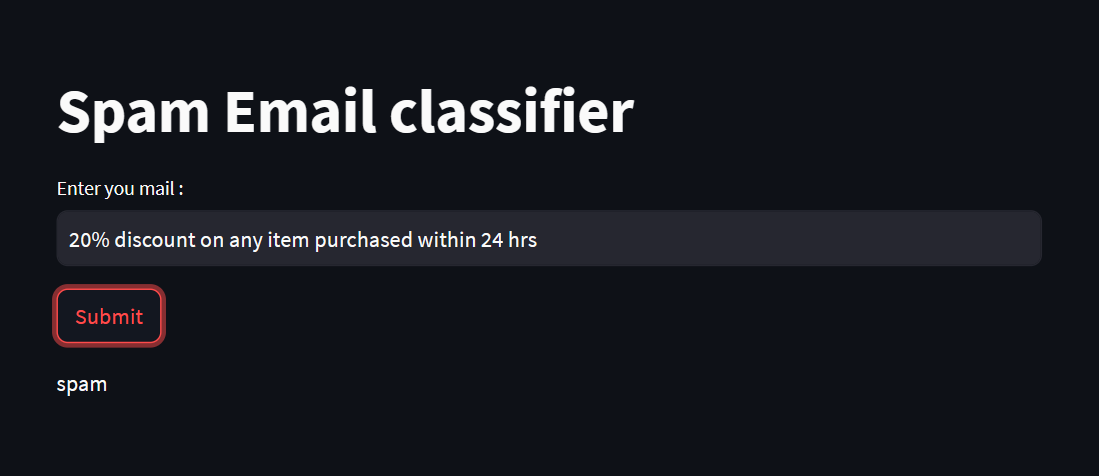 Spam Email classifier
Enter you mail :
20% discount on any item purchased within 24 hrs
Submit
spam